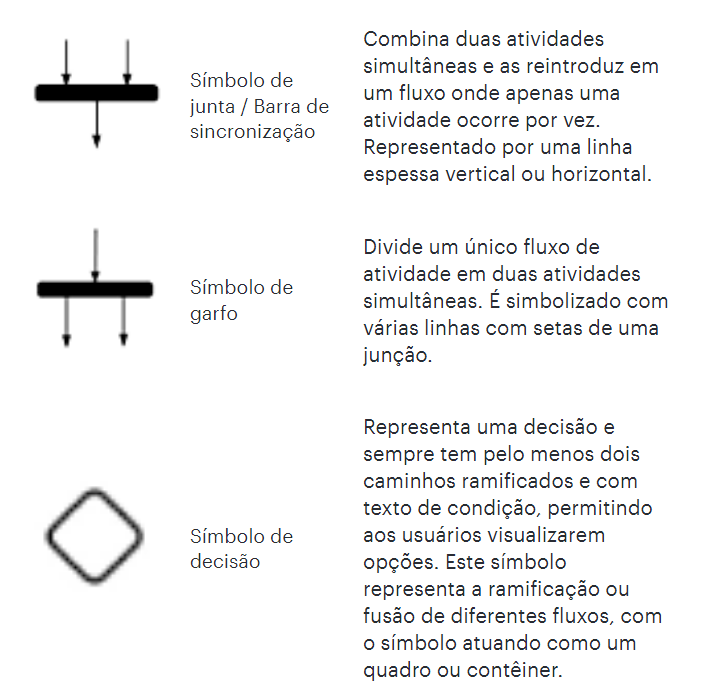 Símbolo de
junta / Barra de
sincronização
Combina duas atividades
simultâneas e as reintroduz em
um fluxo onde apenas uma
atividade ocorre por vez.
Representado por uma linha
espessa vertical ou horizontal.
Símbolo de
garfo
Divide um único fluxo de
atividade em duas atividades
simultâneas. É simbolizado com
várias linhas com setas de uma
junção.
Símbolo de
decisão
Representa uma decisão e
sempre tem pelo menos dois
caminhos ramificados e com
texto de condição, permitindo
aos usuários visualizarem
opções. Este símbolo
representa a ramificação ou
fusão de diferentes fluxos, com
o símbolo atuando como um
quadro ou contêiner.